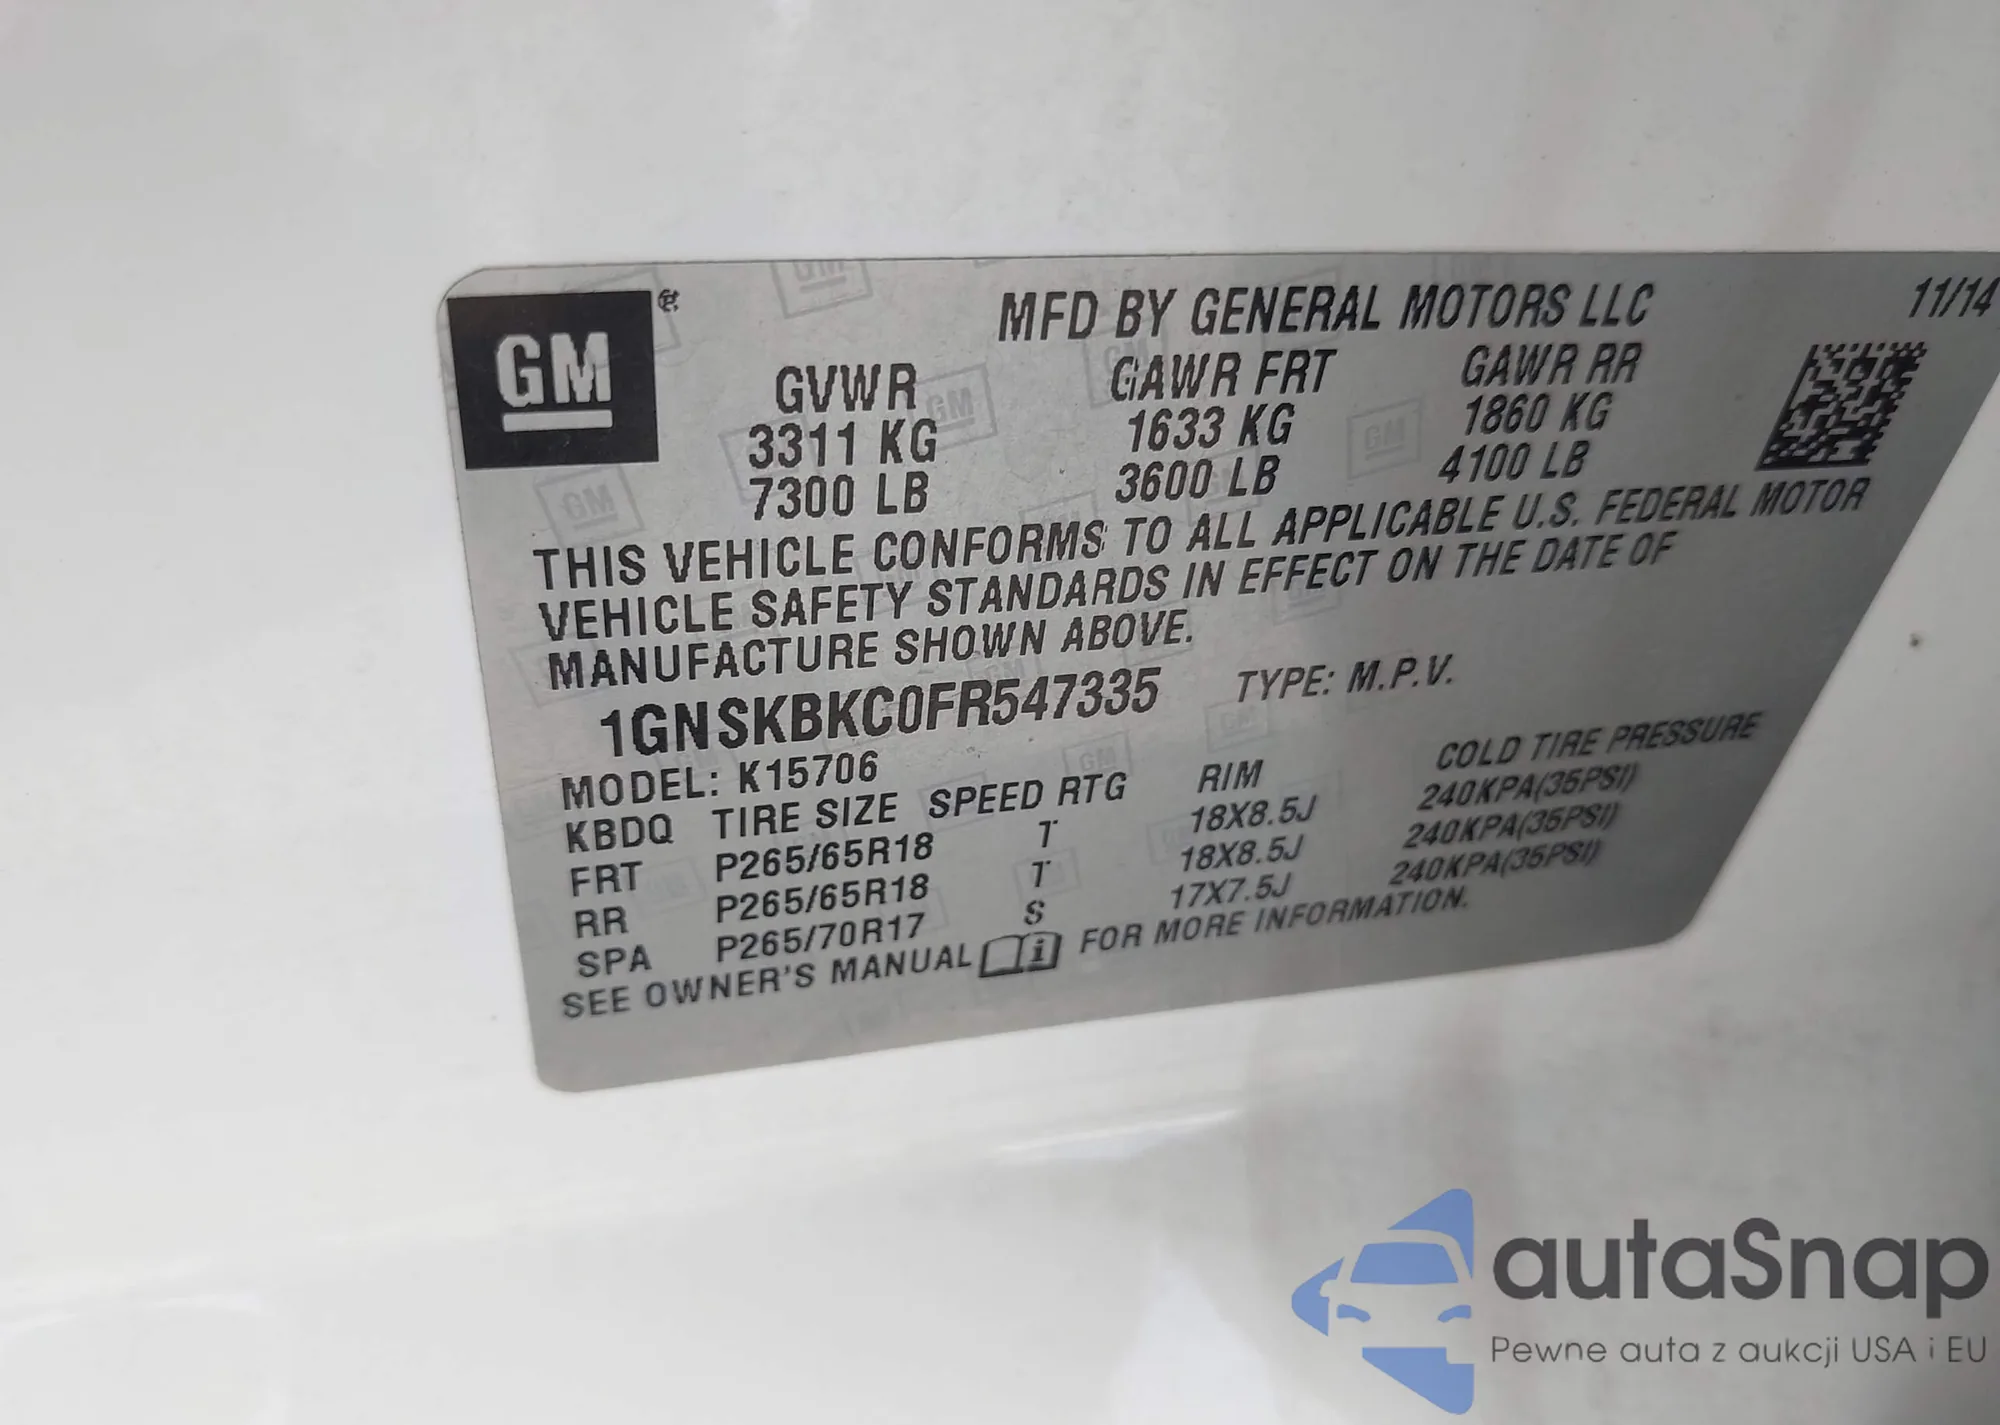 GM
MFD BY GENERAL MOTORS LLC 11/14
GVWR GAWR FRT GAWR RR
3311 KG 1633 KG 1860 KG
7300 LB 3600 LB 4100 LB
THIS VEHICLE CONFORMS TO ALL APPLICABLE U.S. FEDERAL MOTOR
VEHICLE SAFETY STANDARDS IN EFFECT ON THE DATE OF
MANUFACTURE SHOWN ABOVE.
1GNSKBKC0FR547335 TYPE: M.P.V.
MODEL: K15706
KBDQ TIRE SIZE SPEED RTG RIM COLD TIRE PRESSURE
FRT P265/65R18 T 18X8.5J 240KPA(35PSI)
RR P265/65R18 T 18X8.5J 240KPA(35PSI)
SPA P265/70R17 S 17X7.5J 240KPA(35PSI)
SEE OWNER'S MANUAL i FOR MORE INFORMATION.
autaSnap
Pewne auta z aukcji USA i EU